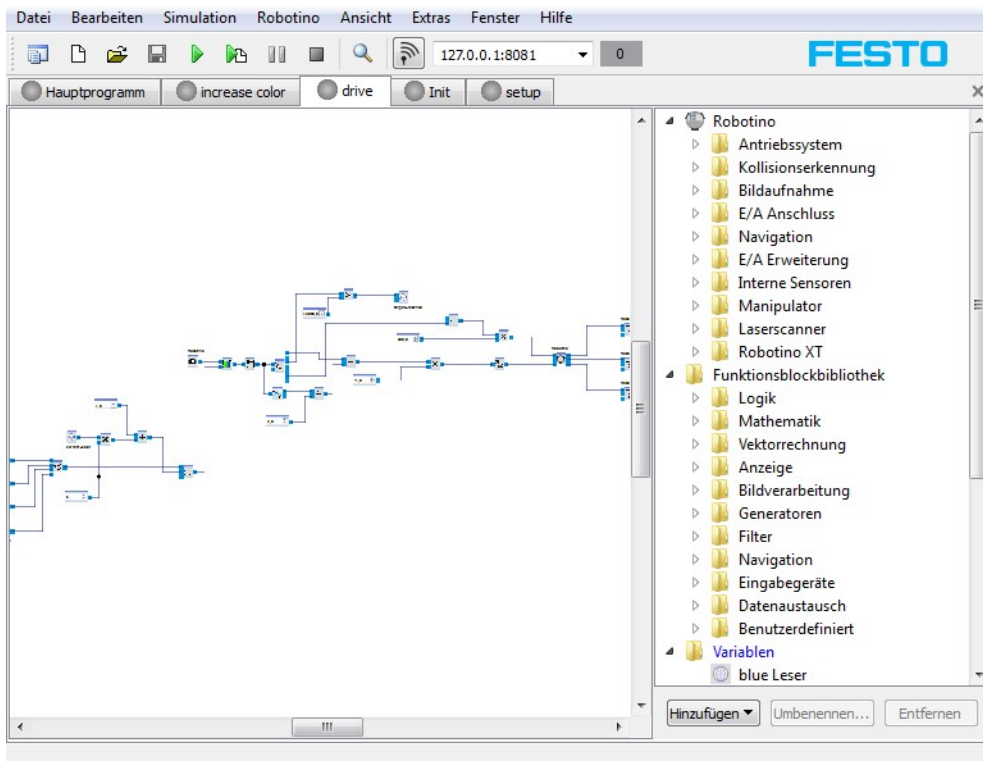 Datei Bearbeiten Simulation Robotino Ansicht Extras Fenster Hilfe
127.0.0.1:8081 0 FESTO
Hauptprogramm increase color drive Init setup
Robotino
Antriebssystem
Kollisionserkennung
Bildaufnahme
E/A Anschluss
Navigation
E/A Erweiterung
Interne Sensoren
Manipulator
Laserscanner
Robotino XT
Funktionsblockbibliothek
Logik
Mathematik
Vektorrechnung
Anzeige
Bildverarbeitung
Generatoren
Filter
Navigation
Eingabegeräte
Datenaustausch
Benutzerdefiniert
Variablen
blue Leser
Hinzufügen Umbenennen... Entfernen